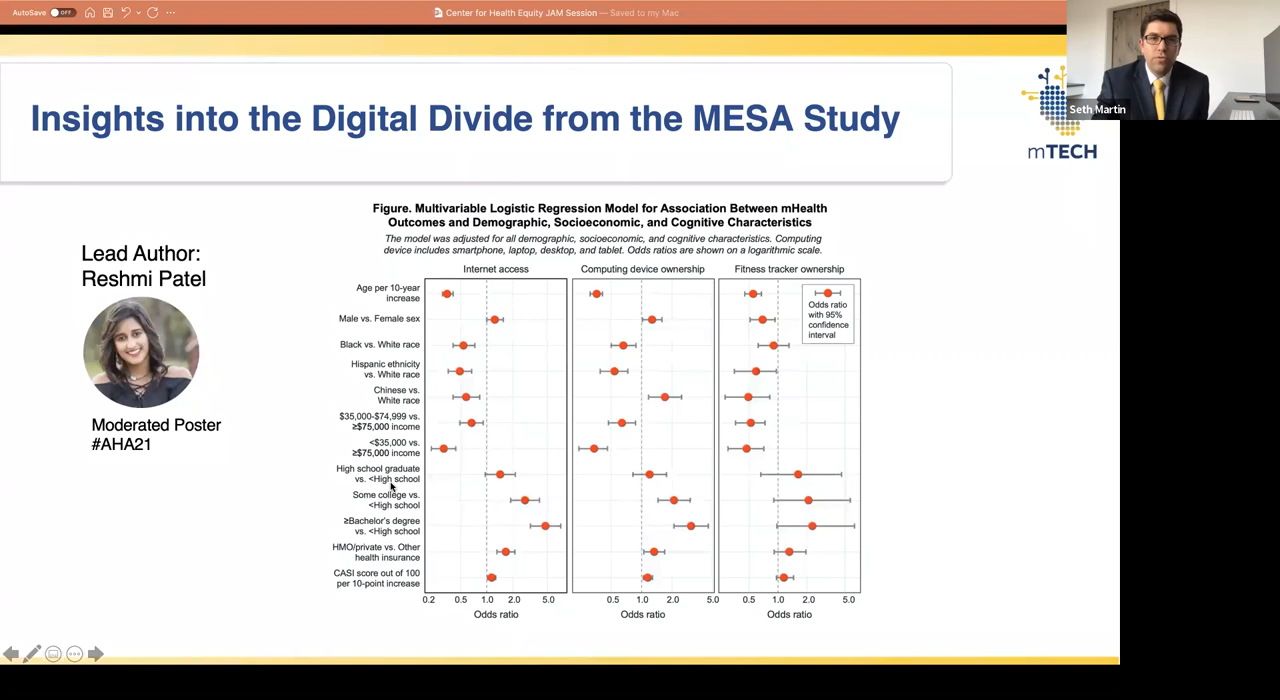 AutoSave OFF
Center for Health Equity JAM Session — Saved to my Mac
Seth Martin
mTECH
Insights into the Digital Divide from the MESA Study
Lead Author:
Reshmi Patel
Moderated Poster
#AHA21
Figure. Multivariable Logistic Regression Model for Association Between mHealth
Outcomes and Demographic, Socioeconomic, and Cognitive Characteristics
The model was adjusted for all demographic, socioeconomic, and cognitive characteristics. Computing
device includes smartphone, laptop, desktop, and tablet. Odds ratios are shown on a logarithmic scale.
Internet access
Computing device ownership
Fitness tracker ownership
Odds ratio
with 95%
confidence
interval
Age per 10-year
increase
Male vs. Female sex
Black vs. White race
Hispanic ethnicity
vs. White race
Chinese vs.
White race
$35,000-$74,999 vs.
≥$75,000 income
<$35,000 vs.
≥$75,000 income
High school graduate
vs. <High school
Some college vs.
<High school
≥Bachelor's degree
vs. <High school
HMO/private vs. Other
health insurance
CASI score out of 100
per 10-point increase
0.2 0.5 1.0 2.0 5.0
0.5 1.0 2.0 5.0
0.5 1.0 2.0 5.0
Odds ratio
Odds ratio
Odds ratio